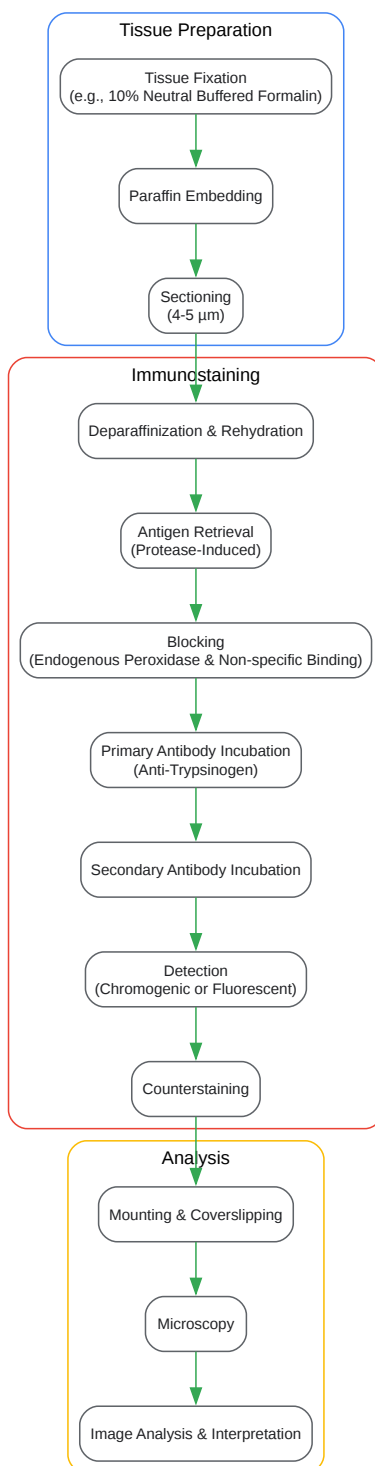 Tissue Preparation
Tissue Fixation
(e.g., 10% Neutral Buffered Formalin)
Paraffin Embedding
Sectioning
(4-5 µm)
Immunostaining
Deparaffinization & Rehydration
Antigen Retrieval
(Protease-Induced)
Blocking
(Endogenous Peroxidase & Non-specific Binding)
Primary Antibody Incubation
(Anti-Trypsinogen)
Secondary Antibody Incubation
Detection
(Chromogenic or Fluorescent)
Counterstaining
Analysis
Mounting & Coverslipping
Microscopy
Image Analysis & Interpretation